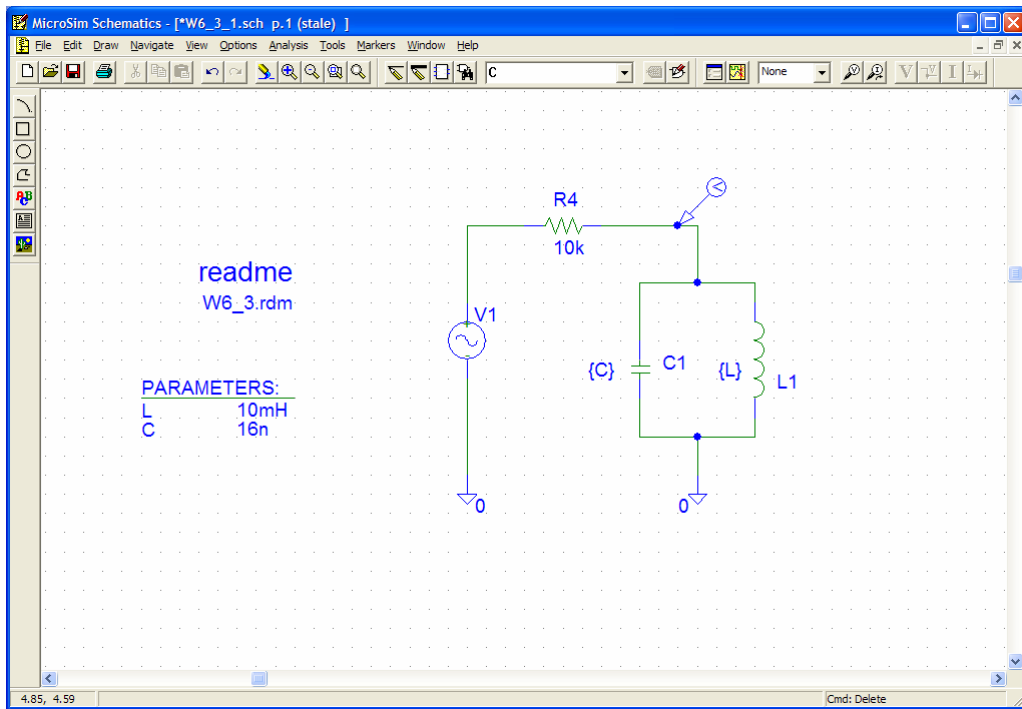 MicroSim Schematics - [*W6_3_1.sch p.1 (stale) ]
File Edit Draw Navigate View Options Analysis Tools Markers Window Help
C
None
V
V
I
I
ABC
R4
10k
readme
W6_3.rdm
V1
{C}
C1
{L}
L1
PARAMETERS:
L 10mH
C 16n
0
0
4.85, 4.59
Cmd: Delete